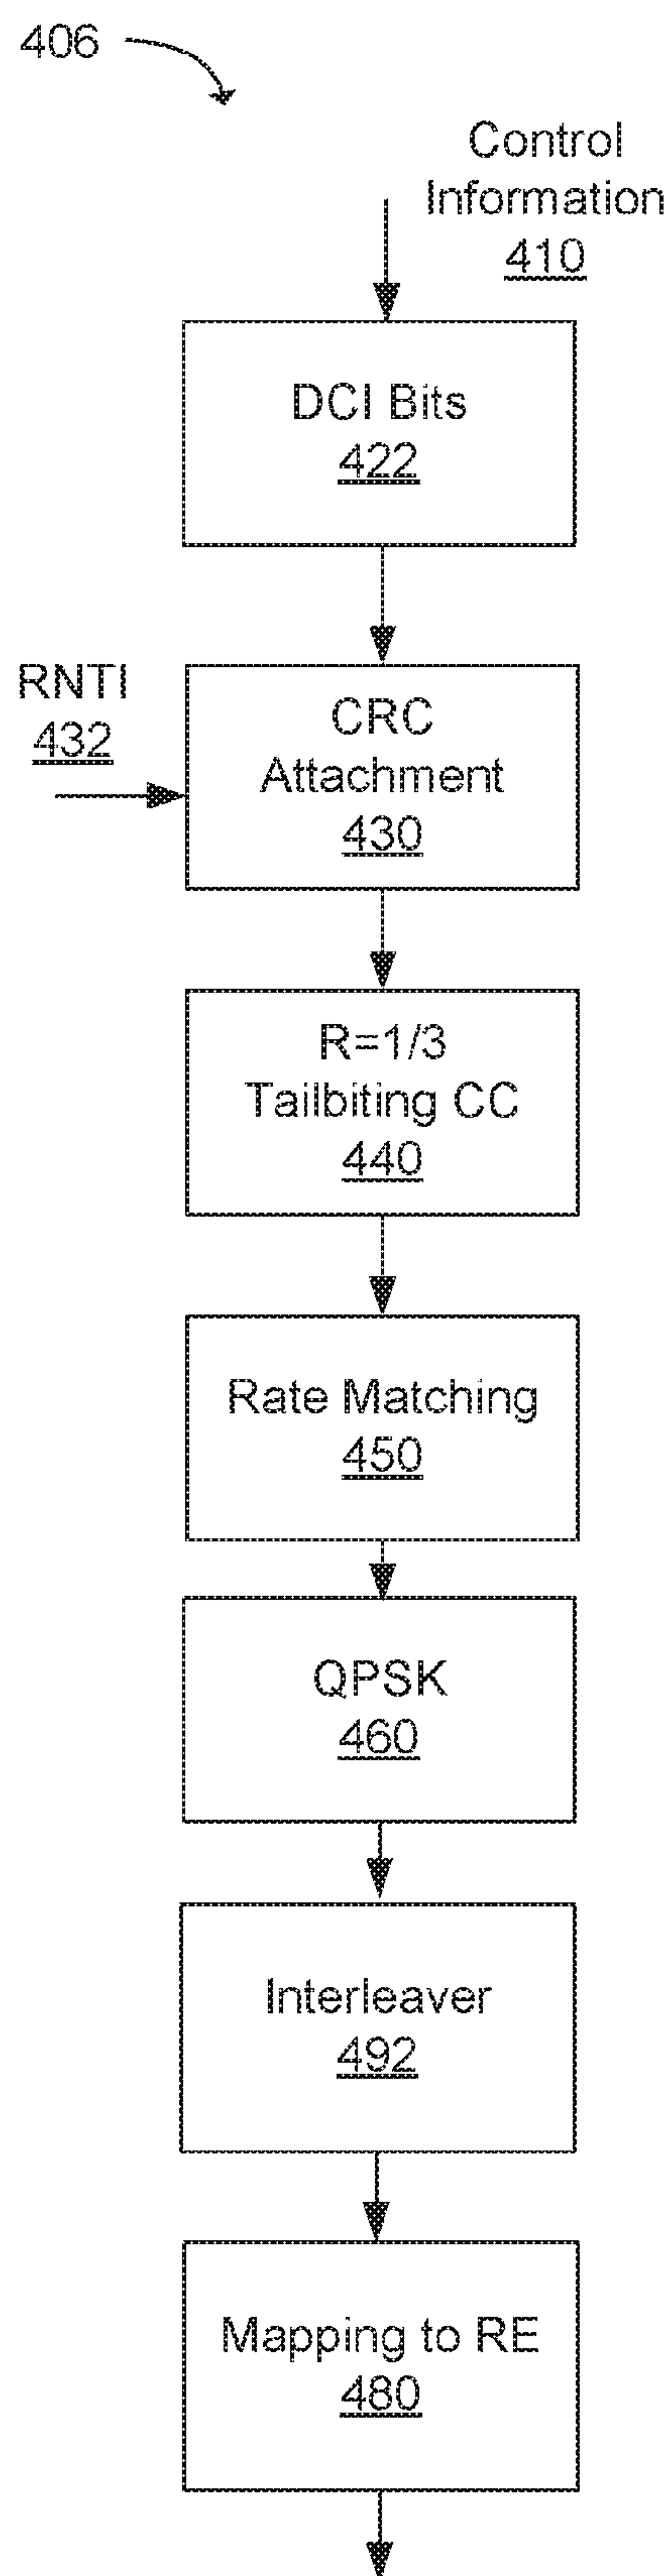 406
Control
Information
410
DCI Bits
422
RNTI
432
CRC
Attachment
430
R=1/3
Tailbiting CC
440
Rate Matching
450
QPSK
460
Interleaver
492
Mapping to RE
480